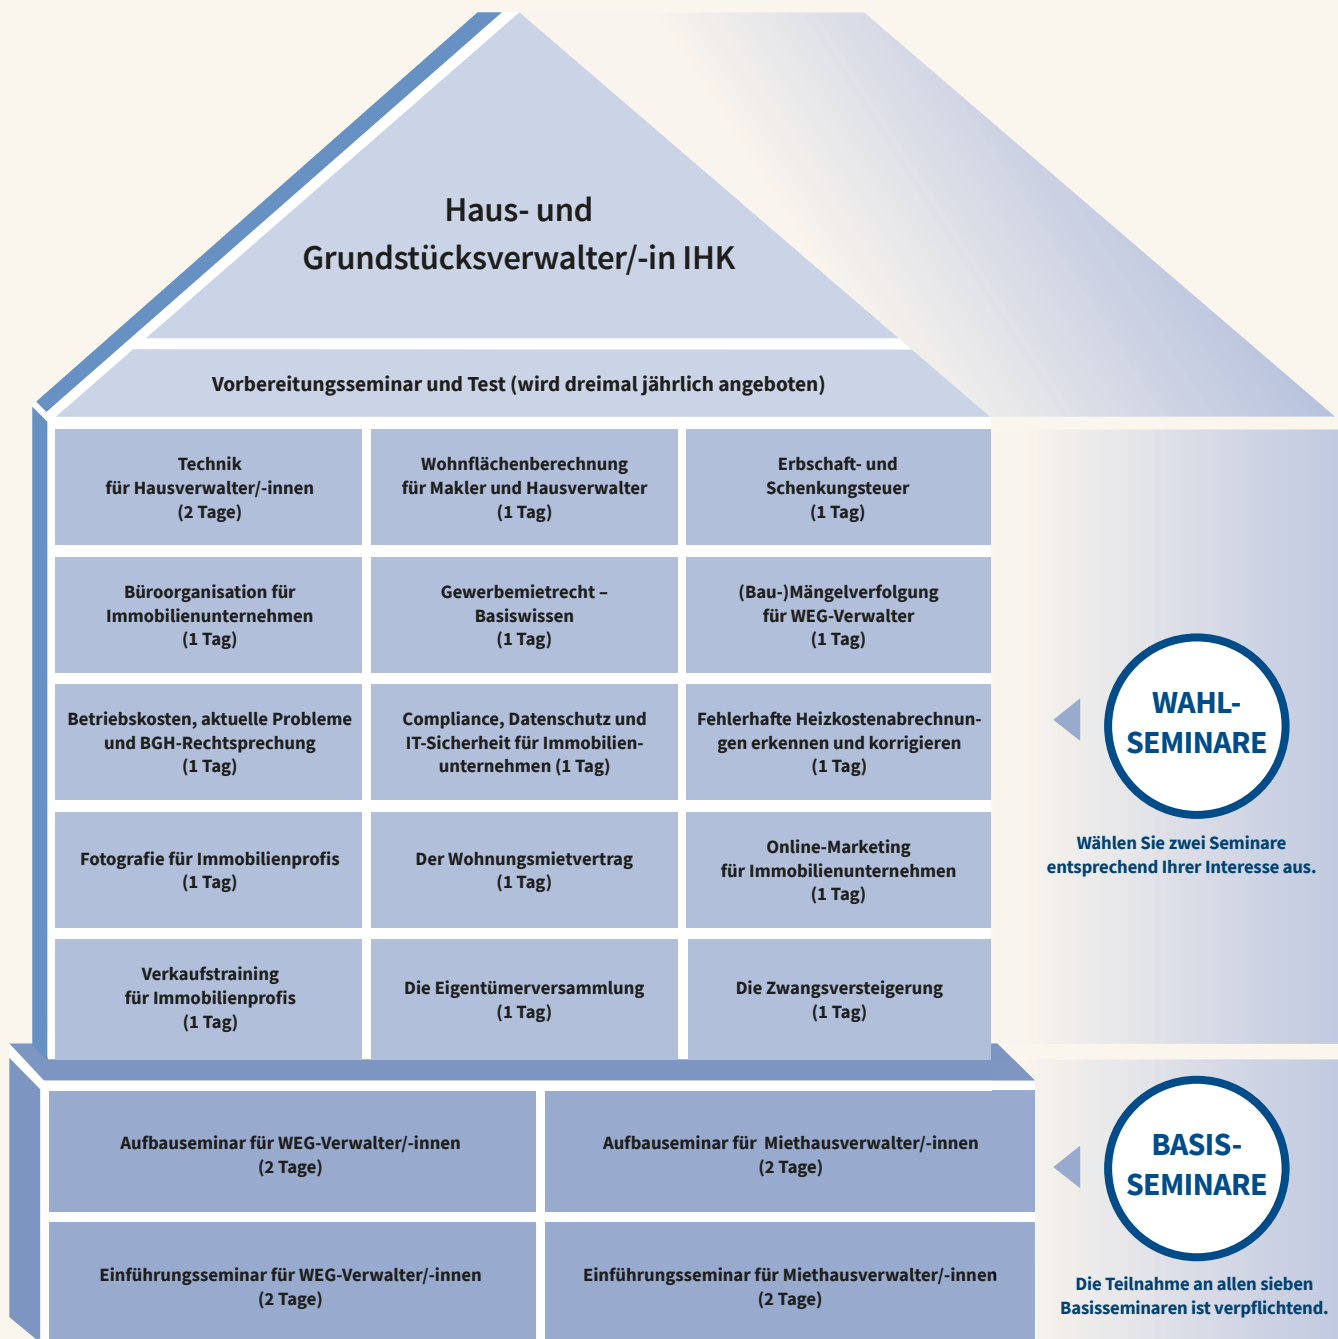 Haus- und
Grundstücksverwalter/-in IHK
Vorbereitungsseminar und Test (wird dreimal jährlich angeboten)
Technik
für Hausverwalter/-innen
(2 Tage)
Wohnflächenberechnung
für Makler und Hausverwalter
(1 Tag)
Erbschaft- und
Schenkungsteuer
(1 Tag)
Büroorganisation für
Immobilienunternehmen
(1 Tag)
Gewerbemietrecht –
Basiswissen
(1 Tag)
(Bau-)Mängelverfolgung
für WEG-Verwalter
(1 Tag)
Betriebskosten, aktuelle Probleme
und BGH-Rechtsprechung
(1 Tag)
Compliance, Datenschutz und
IT-Sicherheit für Immobilien-
unternehmen (1 Tag)
Fehlerhafte Heizkostenabrechnun-
gen erkennen und korrigieren
(1 Tag)
Fotografie für Immobilienprofis
(1 Tag)
Der Wohnungsmietvertrag
(1 Tag)
Online-Marketing
für Immobilienunternehmen
(1 Tag)
Verkaufstraining
für Immobilienprofis
(1 Tag)
Die Eigentümerversammlung
(1 Tag)
Die Zwangsversteigerung
(1 Tag)
WAHL-
SEMINARE
Wählen Sie zwei Seminare
entsprechend Ihrer Interesse aus.
Aufbauseminar für WEG-Verwalter/-innen
(2 Tage)
Aufbauseminar für Miethausverwalter/-innen
(2 Tage)
Einführungsseminar für WEG-Verwalter/-innen
(2 Tage)
Einführungsseminar für Miethausverwalter/-innen
(2 Tage)
BASIS-
SEMINARE
Die Teilnahme an allen sieben
Basisseminaren ist verpflichtend.